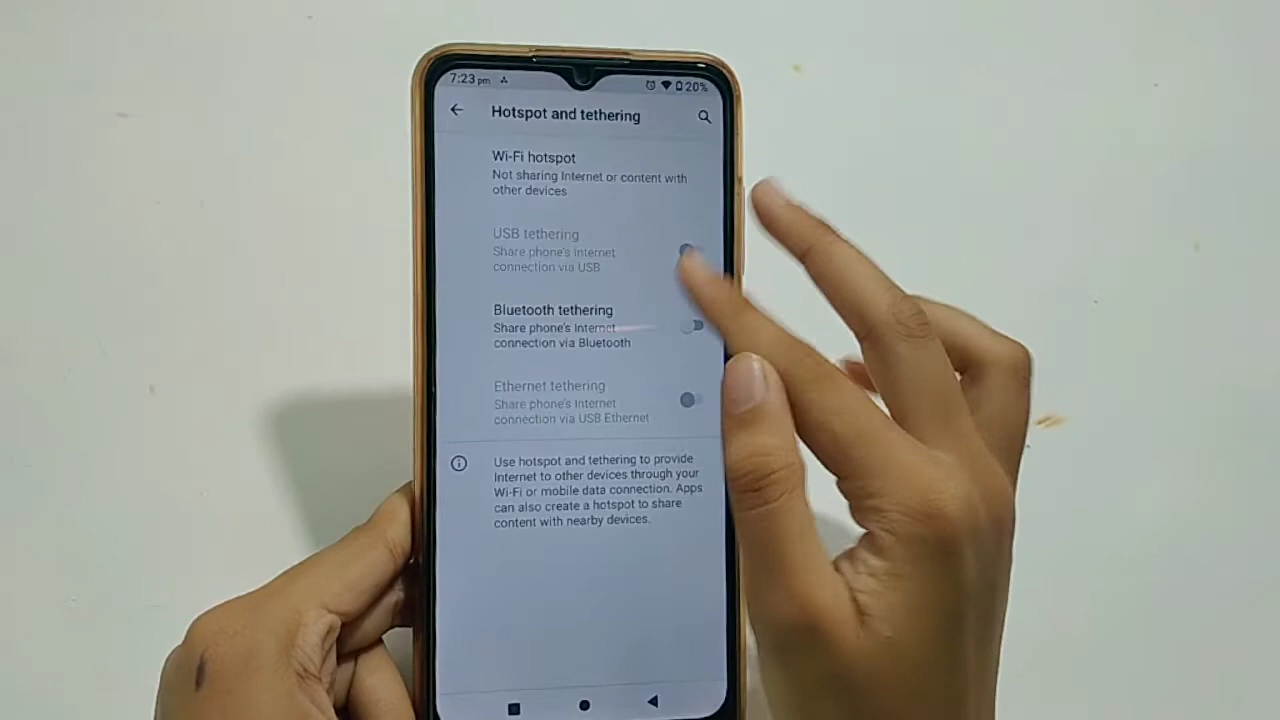 7:23 pm 20%
Hotspot and tethering
Wi-Fi hotspot
Not sharing Internet or content with
other devices
USB tethering
Share phone's Internet
connection via USB
Bluetooth tethering
Share phone's Internet
connection via Bluetooth
Ethernet tethering
Share phone's Internet
connection via USB Ethernet
Use hotspot and tethering to provide
Internet to other devices through your
Wi-Fi or mobile data connection. Apps
can also create a hotspot to share
content with nearby devices.